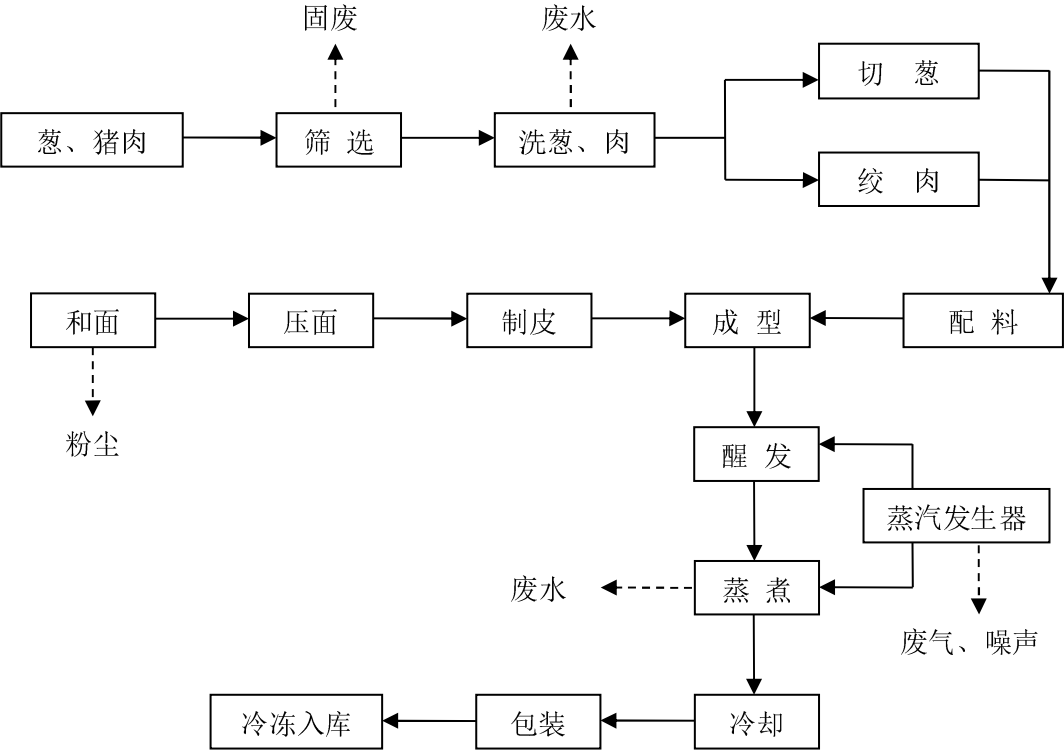 固废
废水
切 葱
葱、猪肉
筛 选
洗葱、肉
绞 肉
和面
压面
制皮
成 型
配 料
粉尘
醒 发
蒸汽发生器
废水
蒸 煮
废气、噪声
冷冻入库
包装
冷却